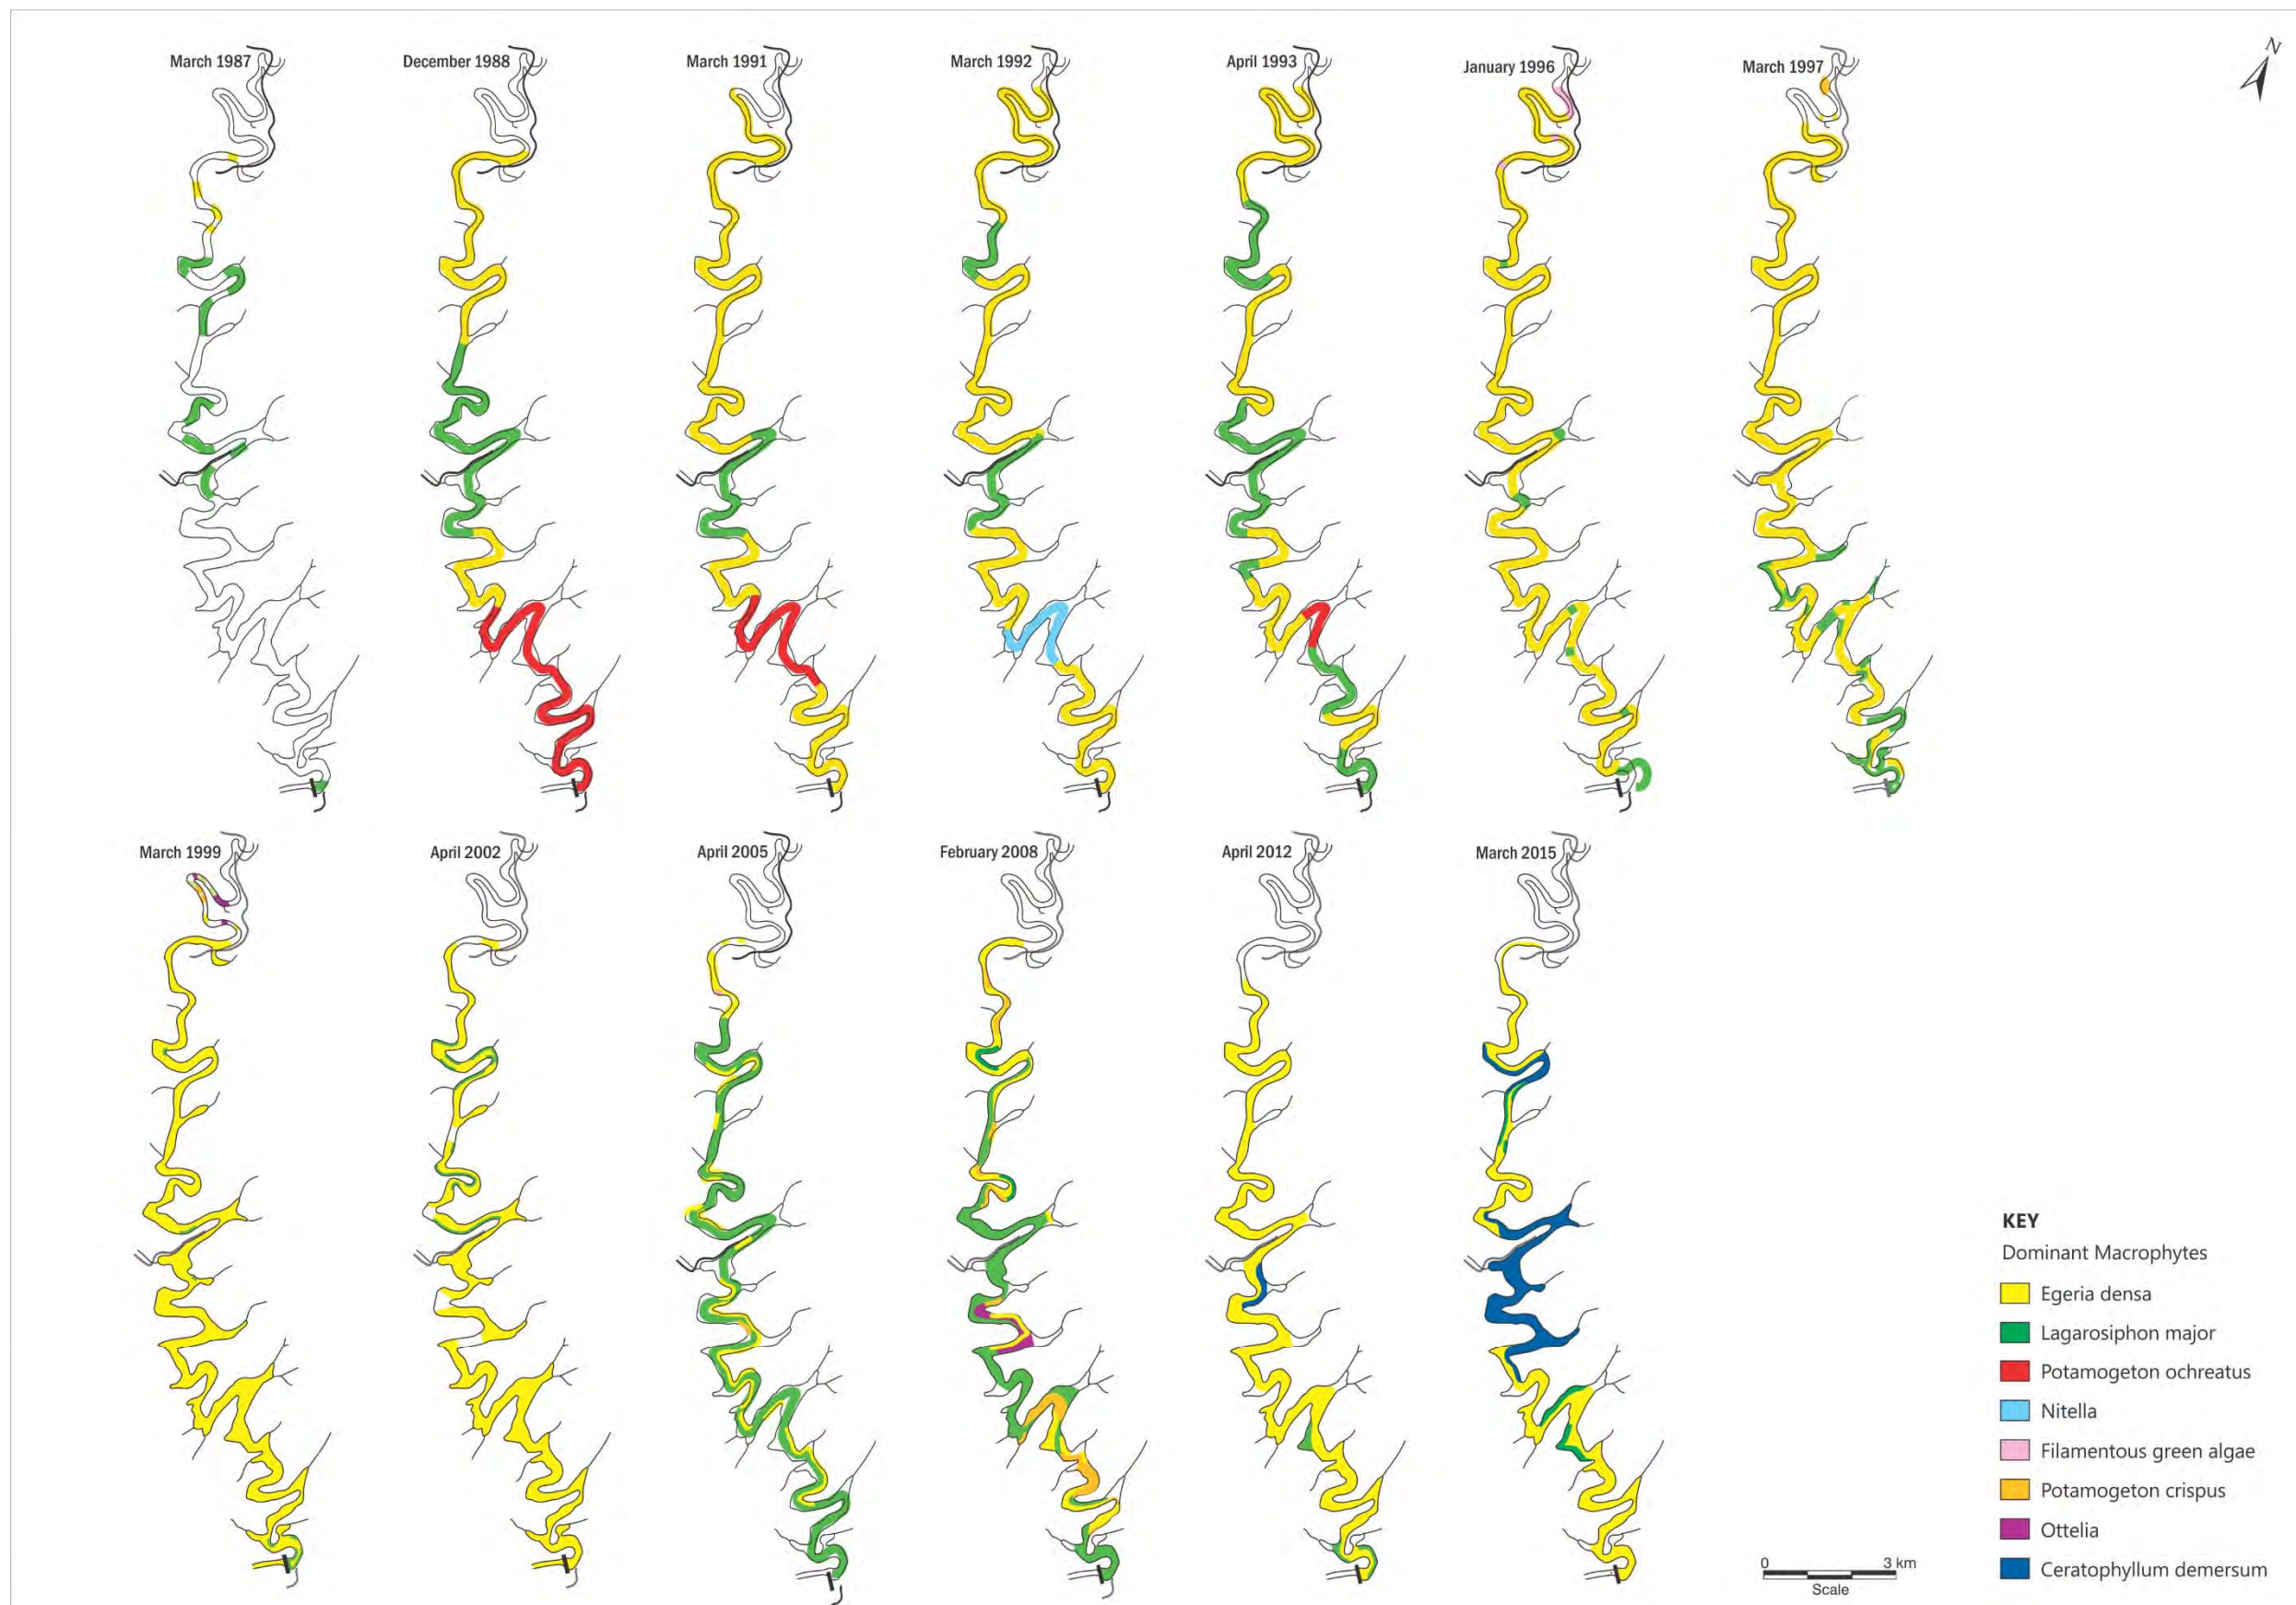 March 1987
December 1988
March 1991
March 1992
April 1993
January 1996
March 1997
N
March 1999
April 2002
April 2005
February 2008
April 2012
March 2015
KEY
Dominant Macrophytes
Egeria densa
Lagarosiphon major
Potamogeton ochreatus
Nitella
Filamentous green algae
Potamogeton crispus
Ottelia
Ceratophyllum demersum
0 3 km
Scale